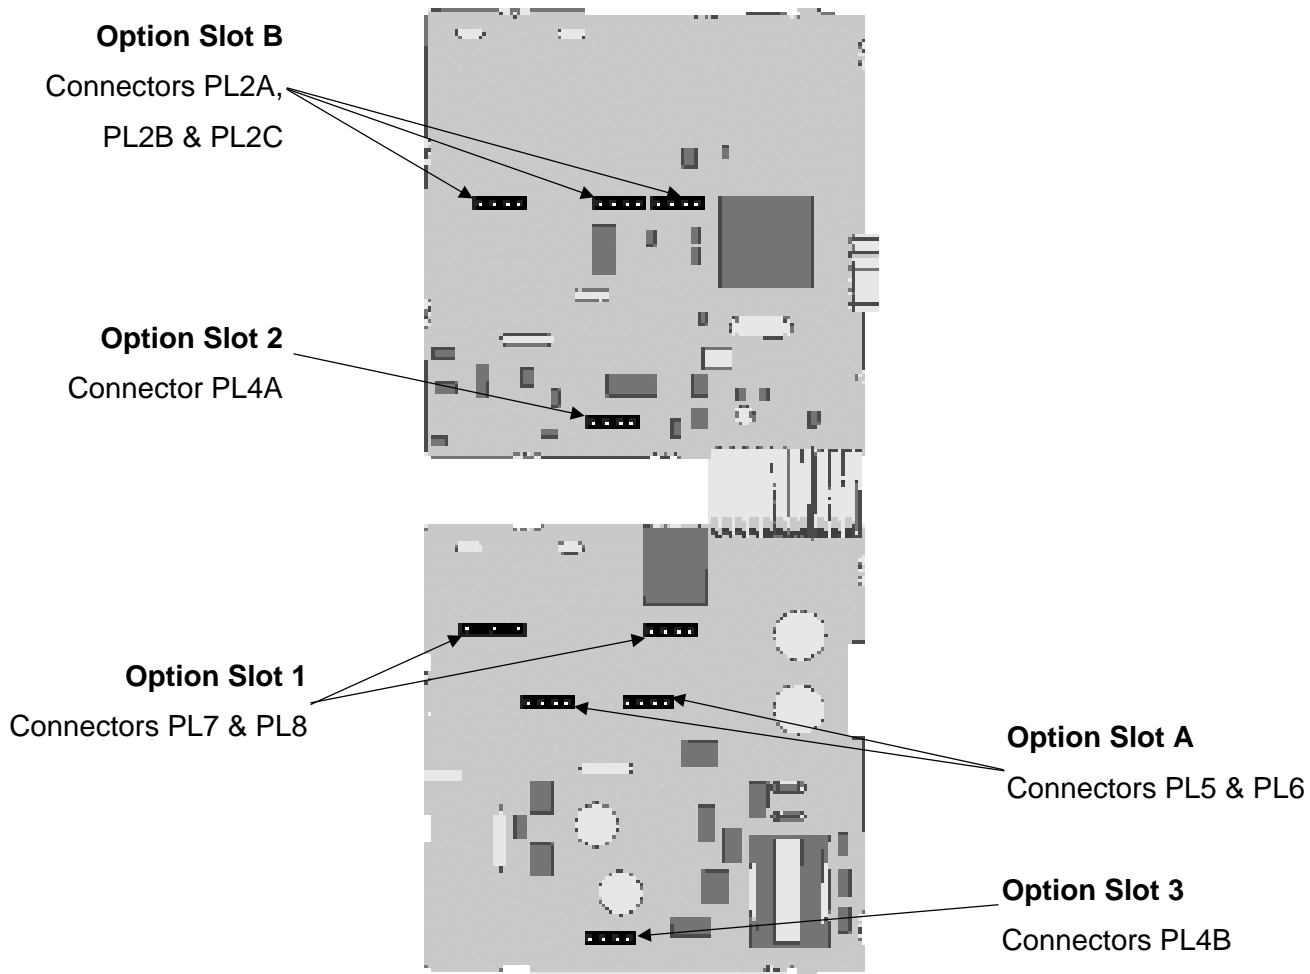 Option Slot B
Connectors PL2A,
PL2B & PL2C
Option Slot 2
Connector PL4A
Option Slot 1
Connectors PL7 & PL8
Option Slot A
Connectors PL5 & PL6
Option Slot 3
Connectors PL4B